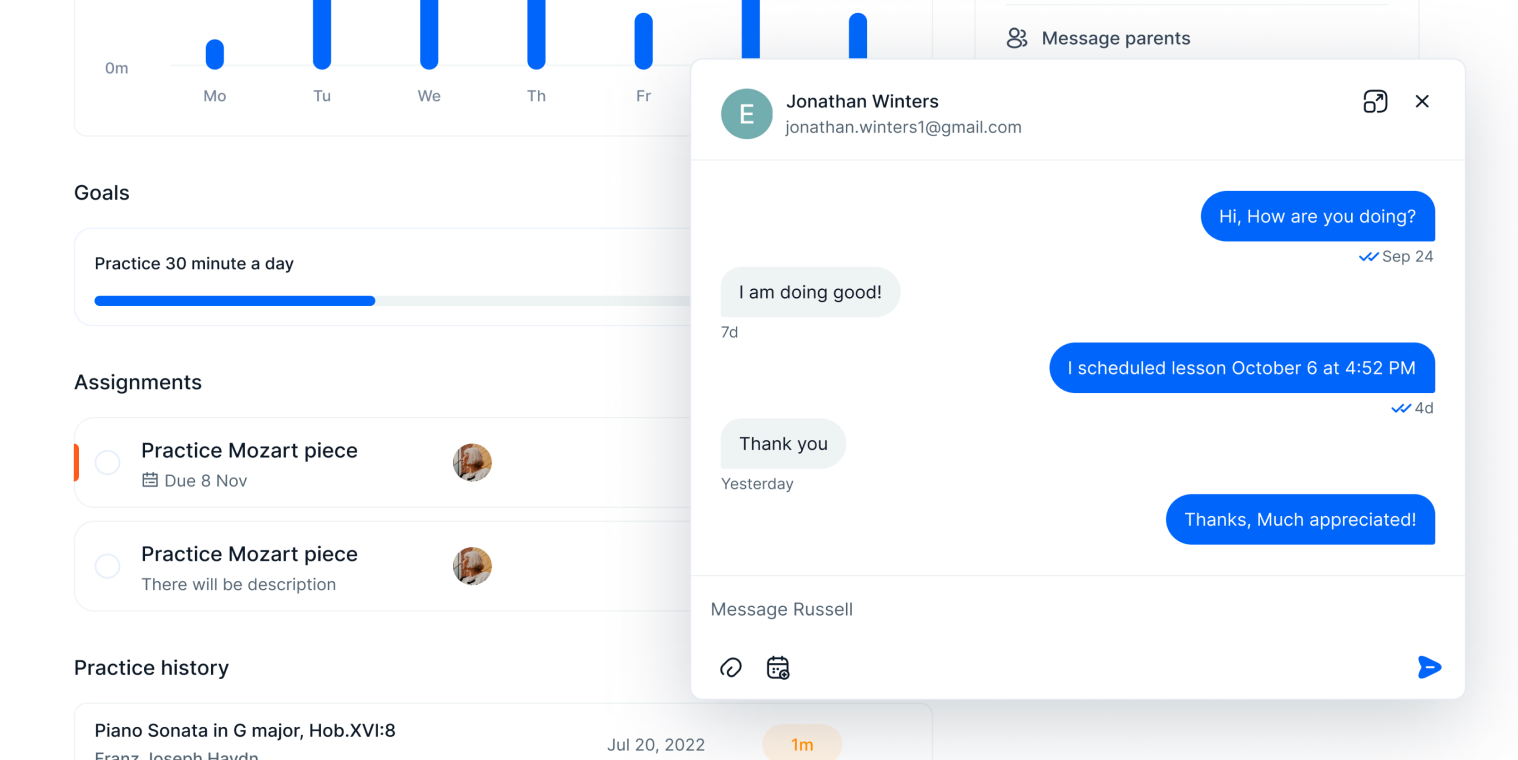 0m
Mo
Tu
We
Th
Fr
Goals
Practice 30 minute a day
Assignments
Practice Mozart piece
Due 8 Nov
Practice Mozart piece
There will be description
Practice history
Piano Sonata in G major, Hob.XVI:8
Franz Joseph Haydn
Jul 20, 2022
1m
Message parents
E
Jonathan Winters
jonathan.winters1@gmail.com
Hi, How are you doing?
Sep 24
I am doing good!
7d
I scheduled lesson October 6 at 4:52 PM
4d
Thank you
Yesterday
Thanks, Much appreciated!
Message Russell